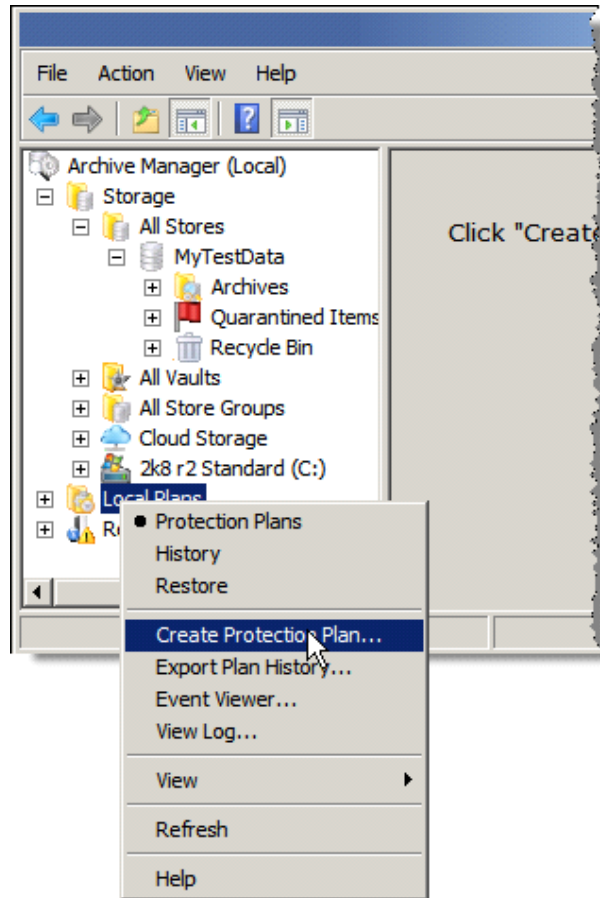 File Action View Help
Archive Manager (Local)
Storage
All Stores
Click "Create
MyTestData
Archives
Quarantined Items
Recycle Bin
All Vaults
All Store Groups
Cloud Storage
2k8 r2 Standard (C:)
Local Plans
Protection Plans
History
Restore
Create Protection Plan...
Export Plan History...
Event Viewer...
View Log...
View
Refresh
Help